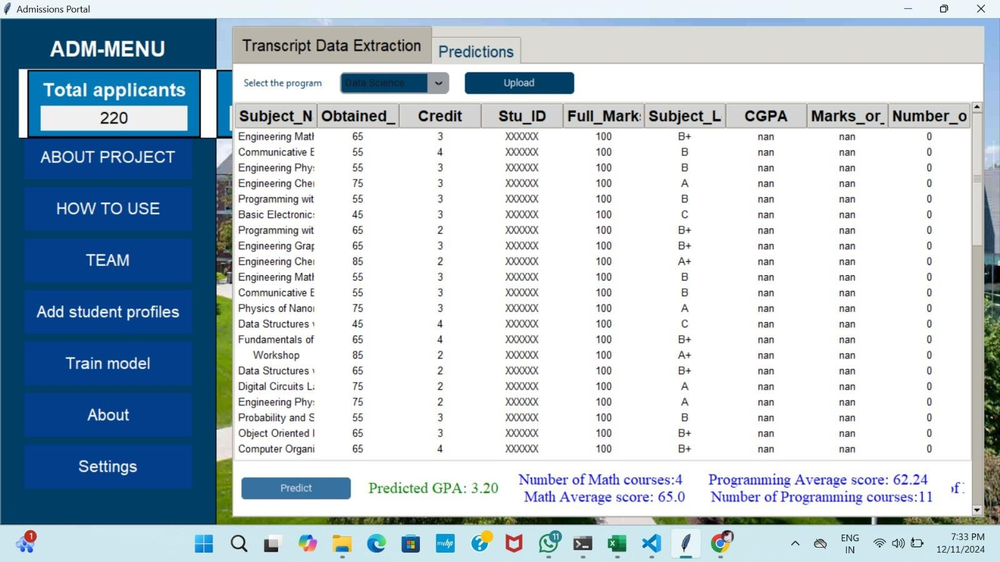 Admissions Portal
ADM-MENU
Total applicants
220
ABOUT PROJECT
HOW TO USE
TEAM
Add student profiles
Train model
About
Settings
Transcript Data Extraction
Predictions
Select the program
Data Science
Upload
Subject_N Obtained_ Credit Stu_ID Full_Mark Subject_L CGPA Marks_or_ Number_o
Engineering Matl 65 3 XXXXXX 100 B+ nan nan 0
Communicative E 55 4 XXXXXX 100 B nan nan 0
Engineering Phy 55 3 XXXXXX 100 B nan nan 0
Engineering Che 75 3 XXXXXX 100 A nan nan 0
Programming wit 55 3 XXXXXX 100 B nan nan 0
Basic Electronic 45 3 XXXXXX 100 C nan nan 0
Programming wit 65 2 XXXXXX 100 B+ nan nan 0
Engineering Grap 65 3 XXXXXX 100 B+ nan nan 0
Engineering Che 85 2 XXXXXX 100 A+ nan nan 0
Engineering Matl 55 3 XXXXXX 100 B nan nan 0
Communicative E 55 3 XXXXXX 100 B nan nan 0
Physics of Nano 75 3 XXXXXX 100 A nan nan 0
Data Structures 45 4 XXXXXX 100 C nan nan 0
Fundamentals of 65 4 XXXXXX 100 B+ nan nan 0
Workshop 85 2 XXXXXX 100 A+ nan nan 0
Data Structures 65 2 XXXXXX 100 B+ nan nan 0
Digital Circuits L 75 2 XXXXXX 100 A nan nan 0
Engineering Phy 75 2 XXXXXX 100 A nan nan 0
Probability and S 55 3 XXXXXX 100 B nan nan 0
Object Oriented 65 3 XXXXXX 100 B+ nan nan 0
Computer Organi 65 4 XXXXXX 100 B+ nan nan 0
Predict
Predicted GPA: 3.20
Number of Math courses:4
Math Average score: 65.0
Programming Average score: 62.24
Number of Programming courses:11
of
1
myhp
11
ENG
IN
7:33 PM
12/11/2024